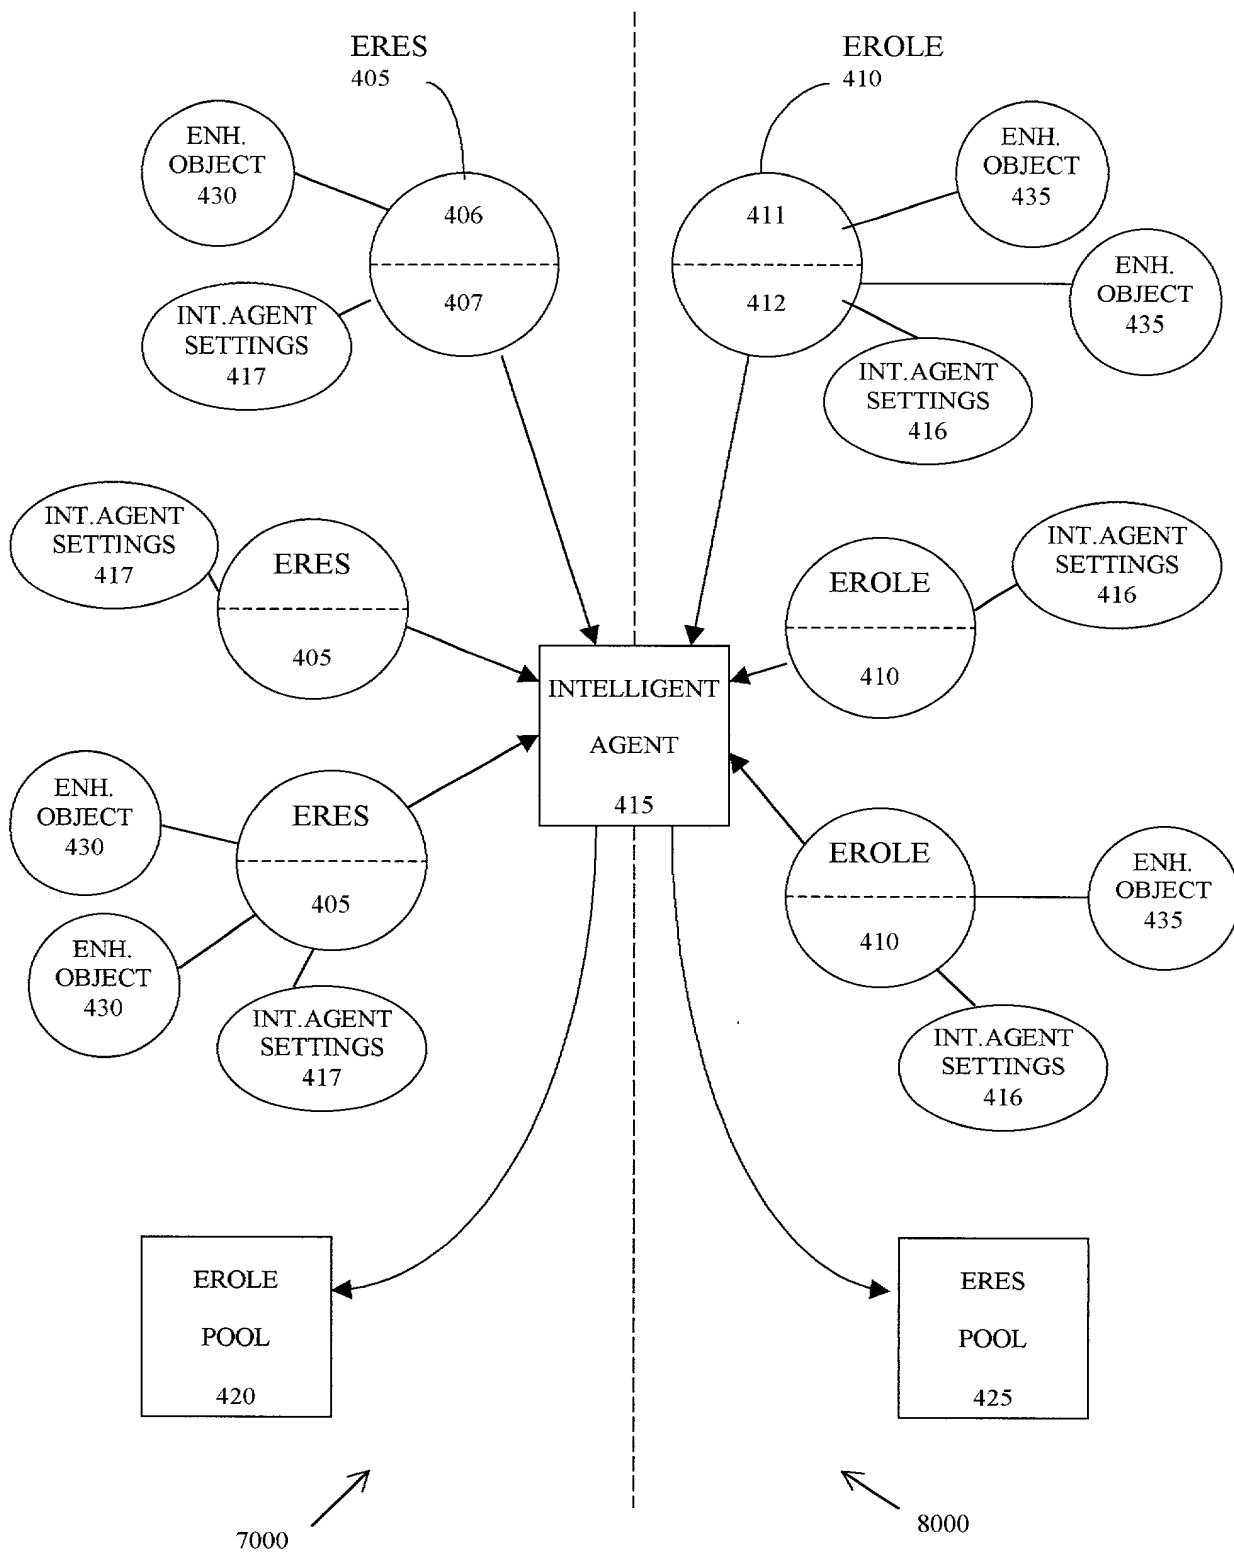 ERES
405
EROLE
410
ENH.
OBJECT
430
406
407
INT.AGENT
SETTINGS
417
411
412
ENH.
OBJECT
435
ENH.
OBJECT
435
INT.AGENT
SETTINGS
416
INT.AGENT
SETTINGS
417
ERES
405
EROLE
410
INT.AGENT
SETTINGS
416
INTELLIGENT
AGENT
415
ENH.
OBJECT
430
ERES
405
ENH.
OBJECT
430
INT.AGENT
SETTINGS
417
EROLE
410
ENH.
OBJECT
435
INT.AGENT
SETTINGS
416
EROLE
POOL
420
ERES
POOL
425
7000
8000